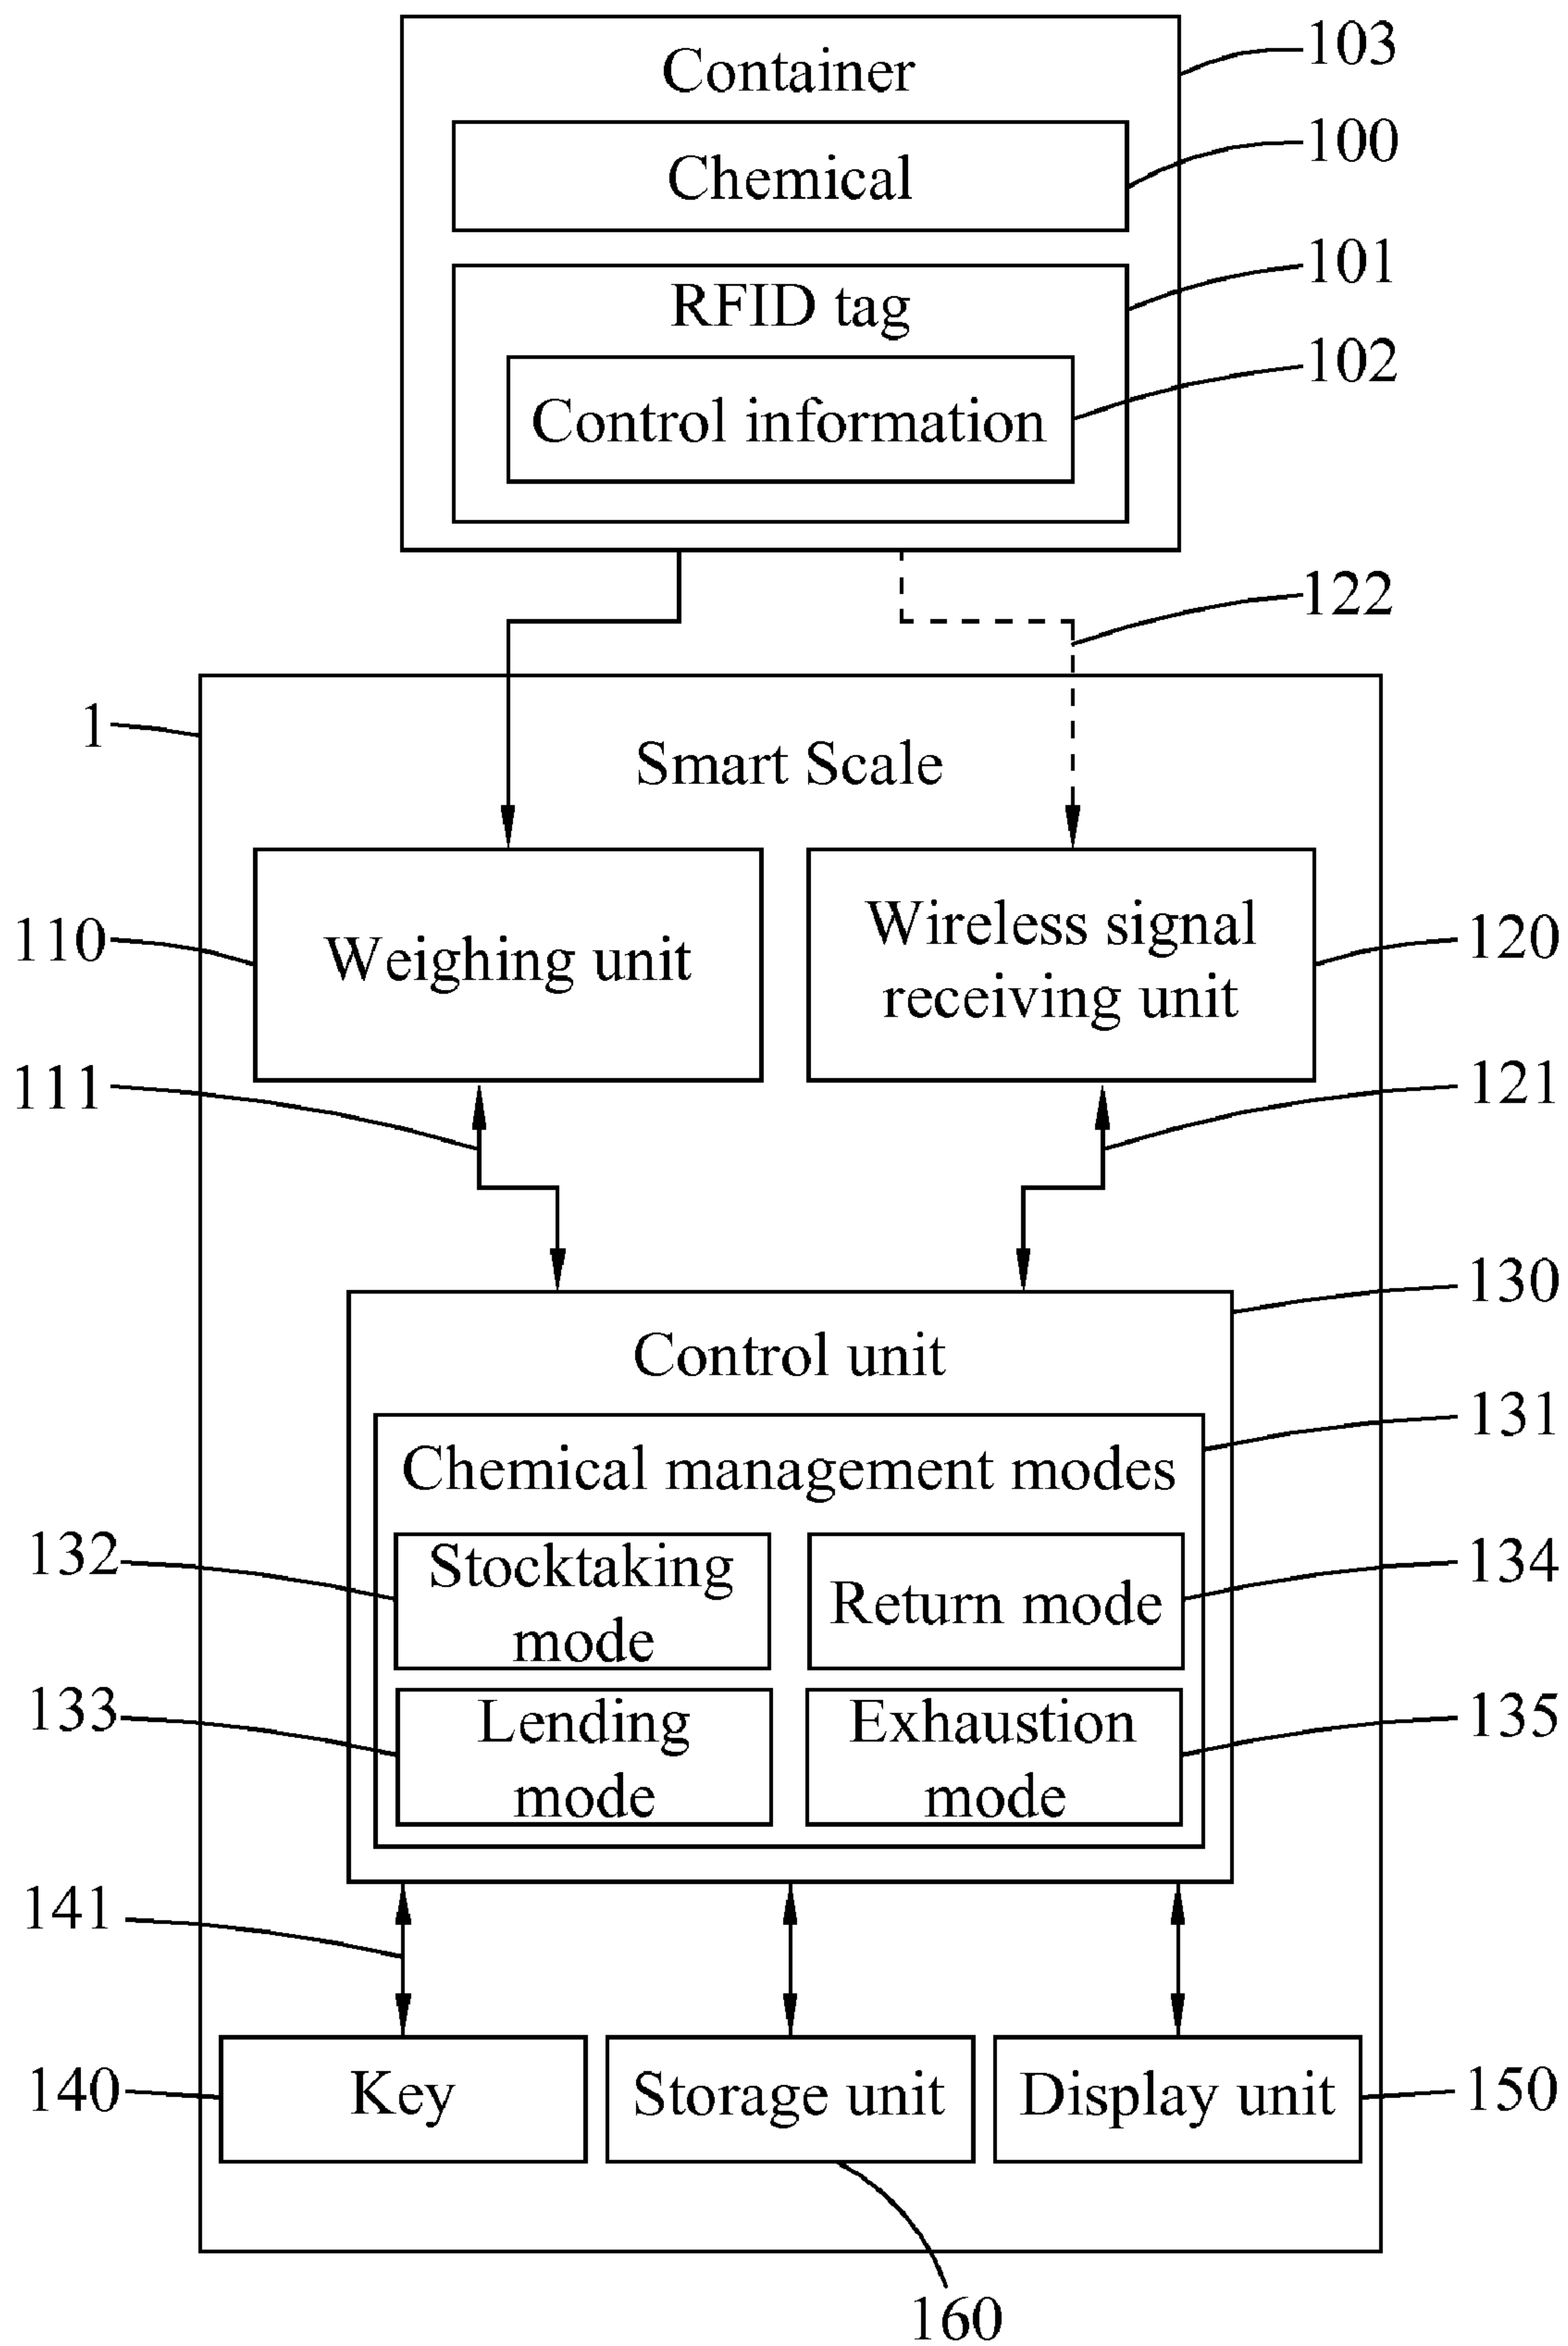 Container
103
Chemical
100
RFID tag
101
Control information
102
122
1
Smart Scale
110
Weighing unit
Wireless signal
receiving unit
120
111
121
Control unit
130
Chemical management modes
131
132
Stocktaking
mode
Return mode
134
133
Lending
mode
Exhaustion
mode
135
141
140
Key
Storage unit
Display unit
150
160